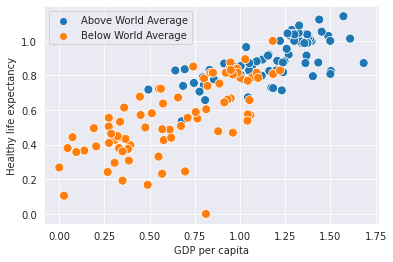 Above World Average
Below World Average
Healthy life expectancy
1.0
0.8
0.6
0.4
0.2
0.0
0.00 0.25 0.50 0.75 1.00 1.25 1.50 1.75
GDP per capita